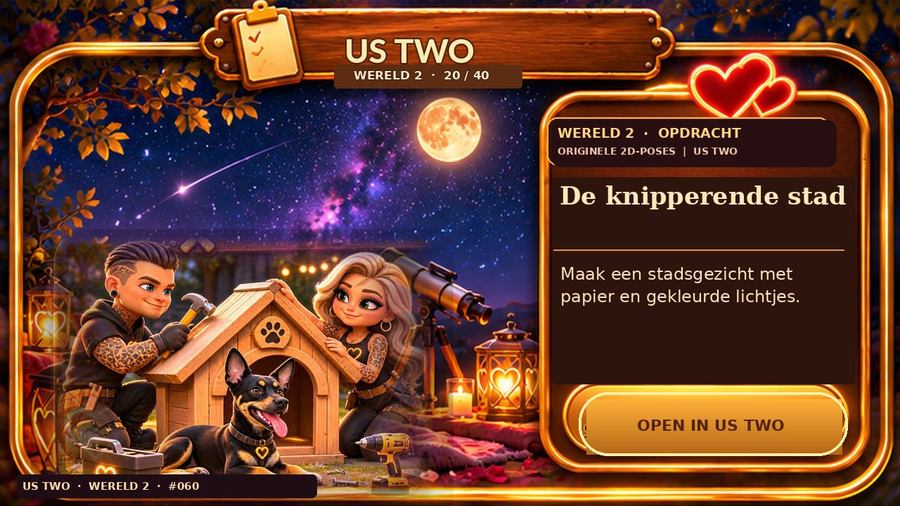 US TWO
WERELD 2 · 20 / 40
WERELD 2 · OPDRACHT
ORIGINELE 2D-POSES | US TWO
De knipperende stad
Maak een stadsgezicht met
papier en gekleurde lichtjes.
OPEN IN US TWO
US TWO · WERELD 2 · #060